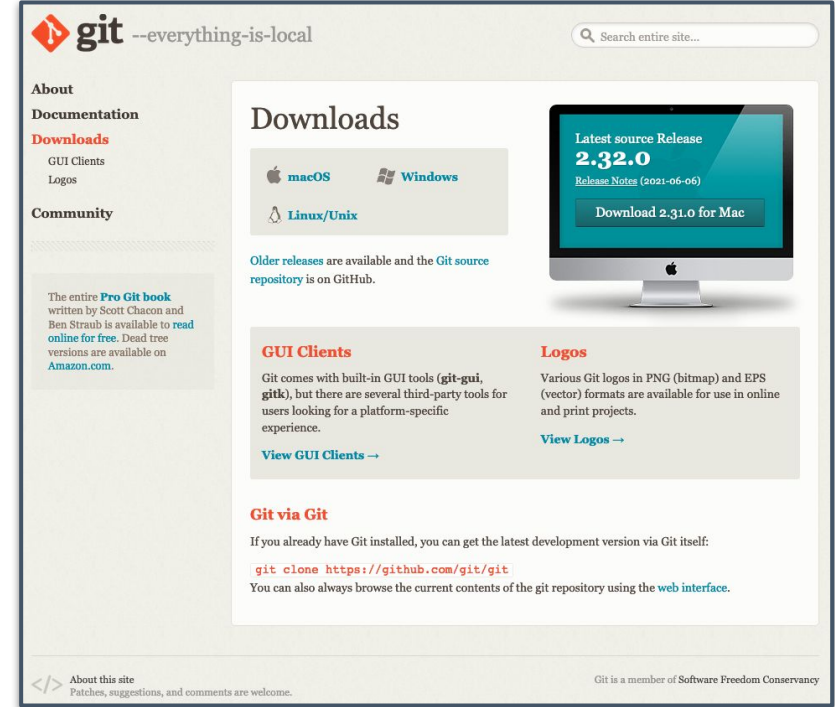 git --everything-is-local
Search entire site...
About
Documentation
Downloads
GUI Clients
Logos
Community
The entire Pro Git book
written by Scott Chacon and
Ben Straub is available to read
online for free. Dead tree
versions are available on
Amazon.com.
Downloads
macOS
Windows
Linux/Unix
Older releases are available and the Git source
repository is on GitHub.
Latest source Release
2.32.0
Release Notes (2021-06-06)
Download 2.31.0 for Mac
GUI Clients
Git comes with built-in GUI tools (git-gui,
gitk), but there are several third-party tools for
users looking for a platform-specific
experience.
View GUI Clients →
Logos
Various Git logos in PNG (bitmap) and EPS
(vector) formats are available for use in online
and print projects.
View Logos →
Git via Git
If you already have Git installed, you can get the latest development version via Git itself:
git clone https://github.com/git/git
You can also always browse the current contents of the git repository using the web interface.
</> About this site
Patches, suggestions, and comments are welcome.
Git is a member of Software Freedom Conservancy